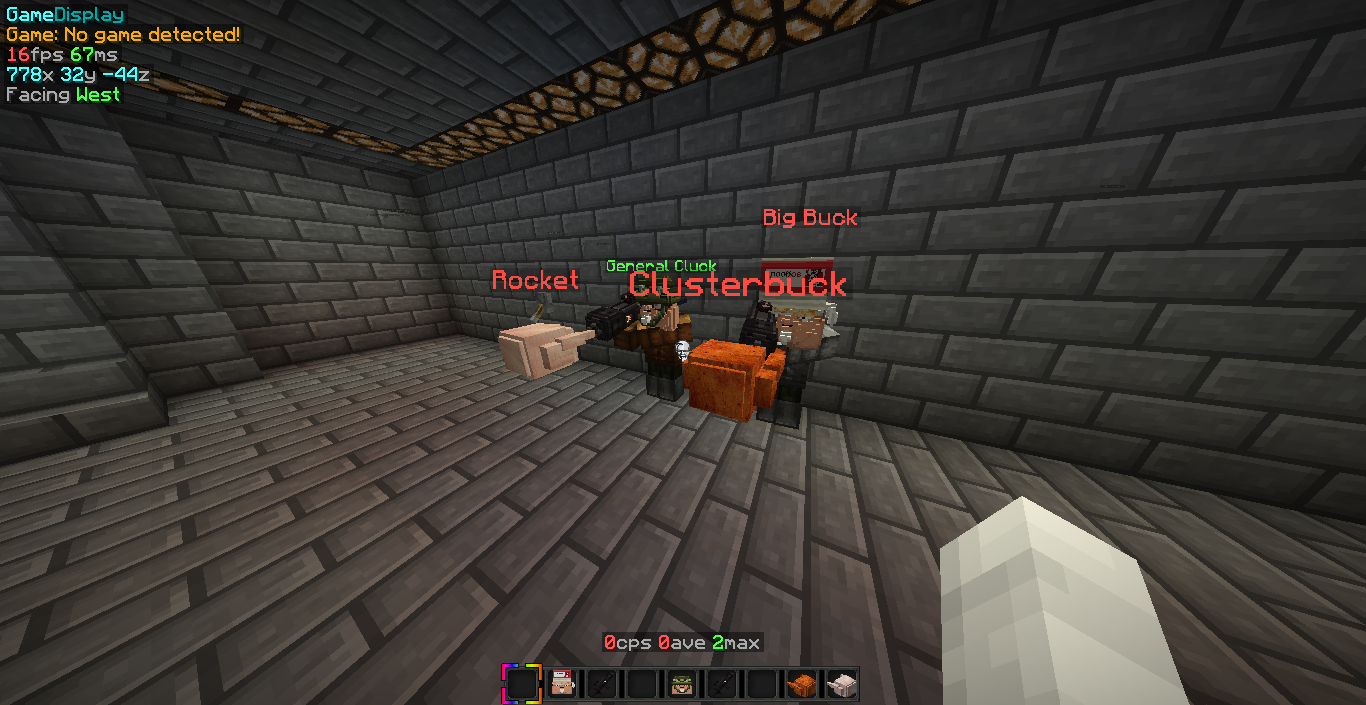 GameDisplay
Game: No game detected!
16fps 67ms
778x 32y -44z
Facing West
Big Buck
General Cluck
Rocket
Clusterbuck
0cps 0ave 2max